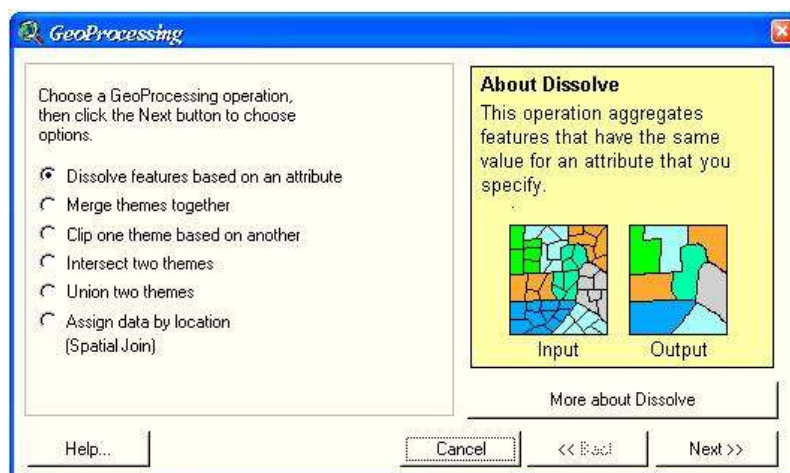 GeoProcessing
Choose a GeoProcessing operation,
then click the Next button to choose
options.
Dissolve features based on an attribute
Merge themes together
Clip one theme based on another
Intersect two themes
Union two themes
Assign data by location
(Spatial Join)
About Dissolve
This operation aggregates
features that have the same
value for an attribute that you
specify.
Input
Output
More about Dissolve
Help...
Cancel
<< Back
Next >>